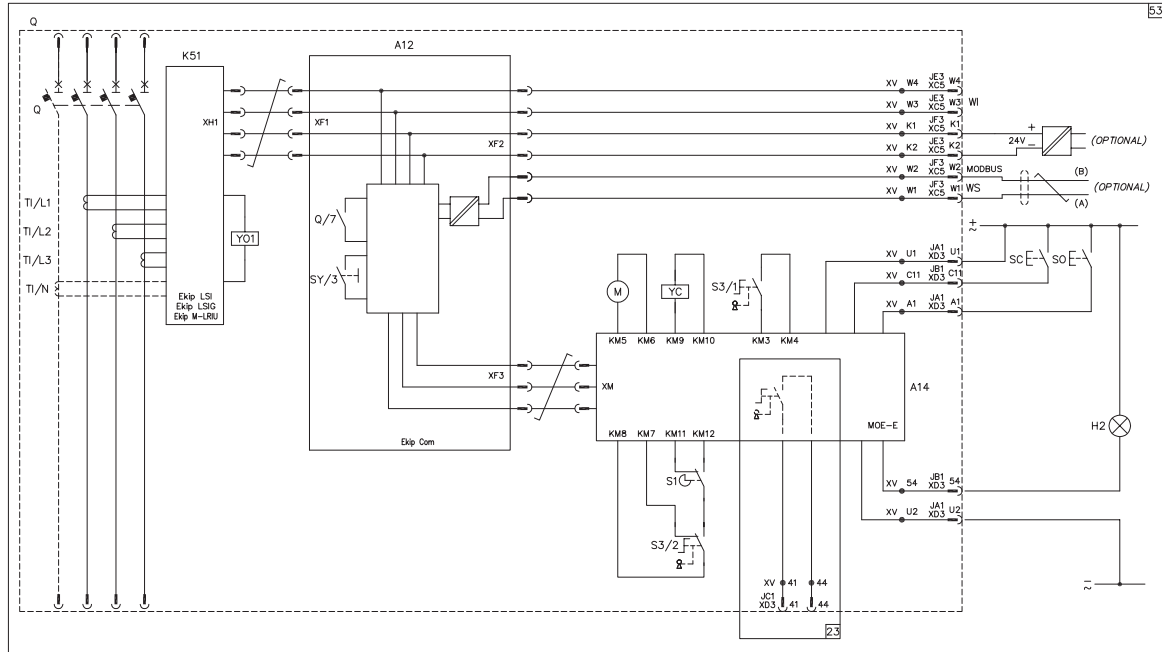 53
Q
K51
A12
Q
XH1
XF1
XF2
XV W4 JE3 XC5 W4
XV W3 JE3 XC5 W3 WI
XV K1 JF3 XC5 K1 +
24V − (OPTIONAL)
XV K2 JE3 XC5 K2
XV W2 JF3 XC5 W2 MODBUS (B)
XV W1 JF3 XC5 W1 WS (A) (OPTIONAL)
TI/L1
TI/L2
TI/L3
TI/N
YO1
Ekip LSI
Ekip LSIG
Ekip M-LRIU
Q/7
SY/3
+
~
XV U1 JA1 XD3 U1
SC SO
XV C11 JB1 XD3 C11
XV A1 JA1 XD3 A1
M YC S3/1
KM5 KM6 KM9 KM10 KM3 KM4
XF3
XM
A14
MOE-E
KM8 KM7 KM11 KM12
Ekip Com
H2
S1
S3/2
XV 54 JB1 XD3 54
XV U2 JA1 XD3 U2
XV 41 44
JC1
XD3 41 44
23
−
~